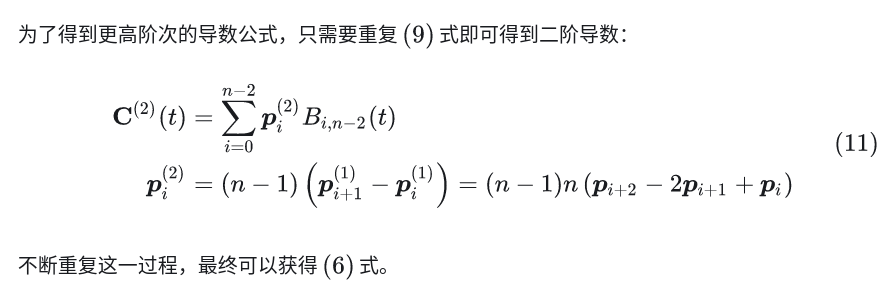 为了得到更高阶次的导数公式，只需要重复 (9) 式即可得到二阶导数：
$$\mathbf{C}^{(2)}(t) = \sum_{i=0}^{n-2} \boldsymbol{p}_i^{(2)} B_{i,n-2}(t)$$
$$\boldsymbol{p}_i^{(2)} = (n-1)\left(\boldsymbol{p}_{i+1}^{(1)} - \boldsymbol{p}_i^{(1)}\right) = (n-1)n\left(\boldsymbol{p}_{i+2} - 2\boldsymbol{p}_{i+1} + \boldsymbol{p}_i\right)$$ (11)
不断重复这一过程，最终可以获得 (6) 式。